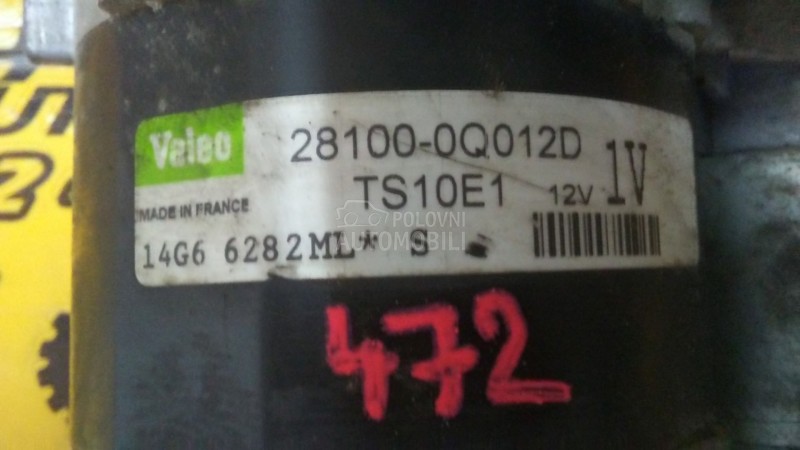 Valeo
28100-0Q012D
TS10E1 12V 1V
MADE IN FRANCE
14G6 6282ML* S
POLOVNI
AUTOMOBILI
472